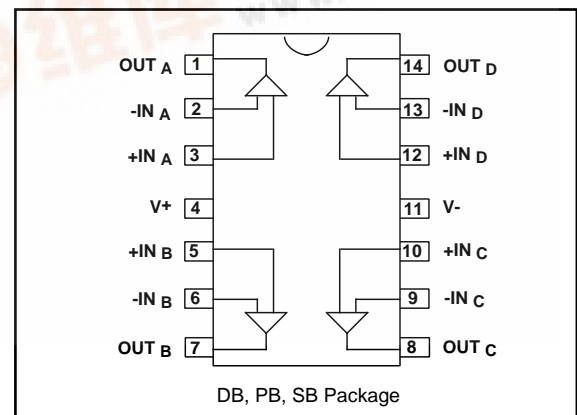 OUT A 1 14 OUT D
-IN A 2 13 -IN D
+IN A 3 12 +IN D
V+ 4 11 V-
+IN B 5 10 +IN C
-IN B 6 9 -IN C
OUT B 7 8 OUT C
DB, PB, SB Package